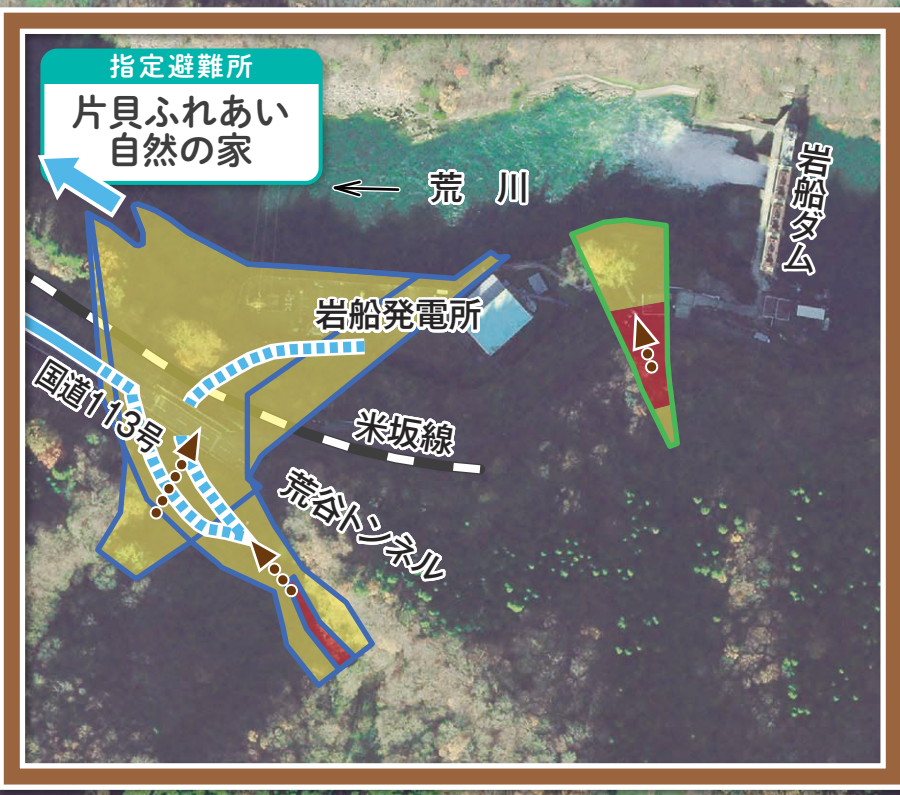 指定避難所
片貝ふれあい
自然の家
荒川
岩船ダム
岩船発電所
国道113号
米坂線
荒谷トンネル